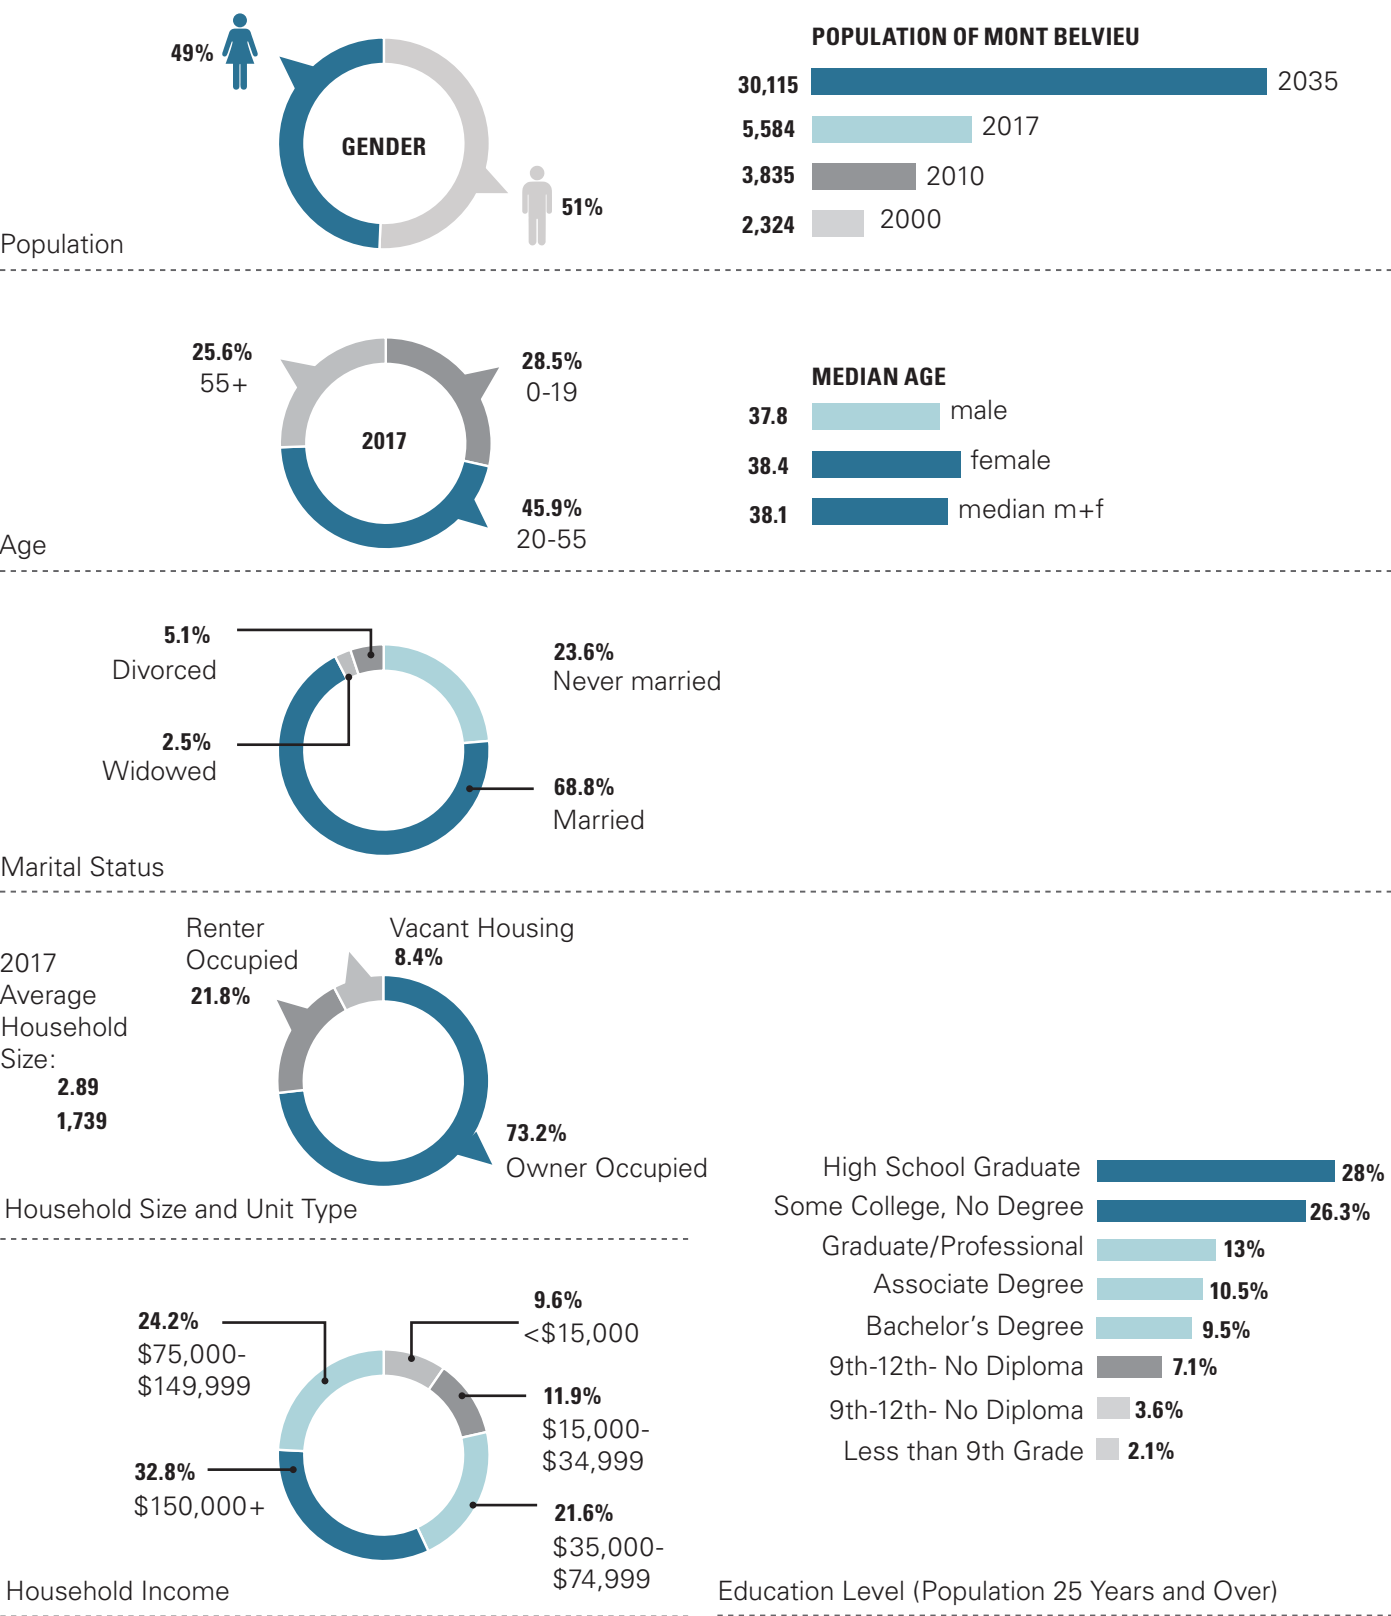 49%
GENDER
51%
Population
POPULATION OF MONT BELVIEU
30,115 2035
5,584 2017
3,835 2010
2,324 2000
25.6%
55+
28.5%
0-19
2017
45.9%
20-55
Age
MEDIAN AGE
37.8 male
38.4 female
38.1 median m+f
5.1%
Divorced
23.6%
Never married
2.5%
Widowed
68.8%
Married
Marital Status
2017
Average
Household
Size:
2.89
1,739
Renter
Occupied
21.8%
Vacant Housing
8.4%
73.2%
Owner Occupied
Household Size and Unit Type
24.2%
$75,000-
$149,999
9.6%
<$15,000
11.9%
$15,000-
$34,999
32.8%
$150,000+
21.6%
$35,000-
$74,999
Household Income
High School Graduate 28%
Some College, No Degree 26.3%
Graduate/Professional 13%
Associate Degree 10.5%
Bachelor's Degree 9.5%
9th-12th- No Diploma 7.1%
9th-12th- No Diploma 3.6%
Less than 9th Grade 2.1%
Education Level (Population 25 Years and Over)